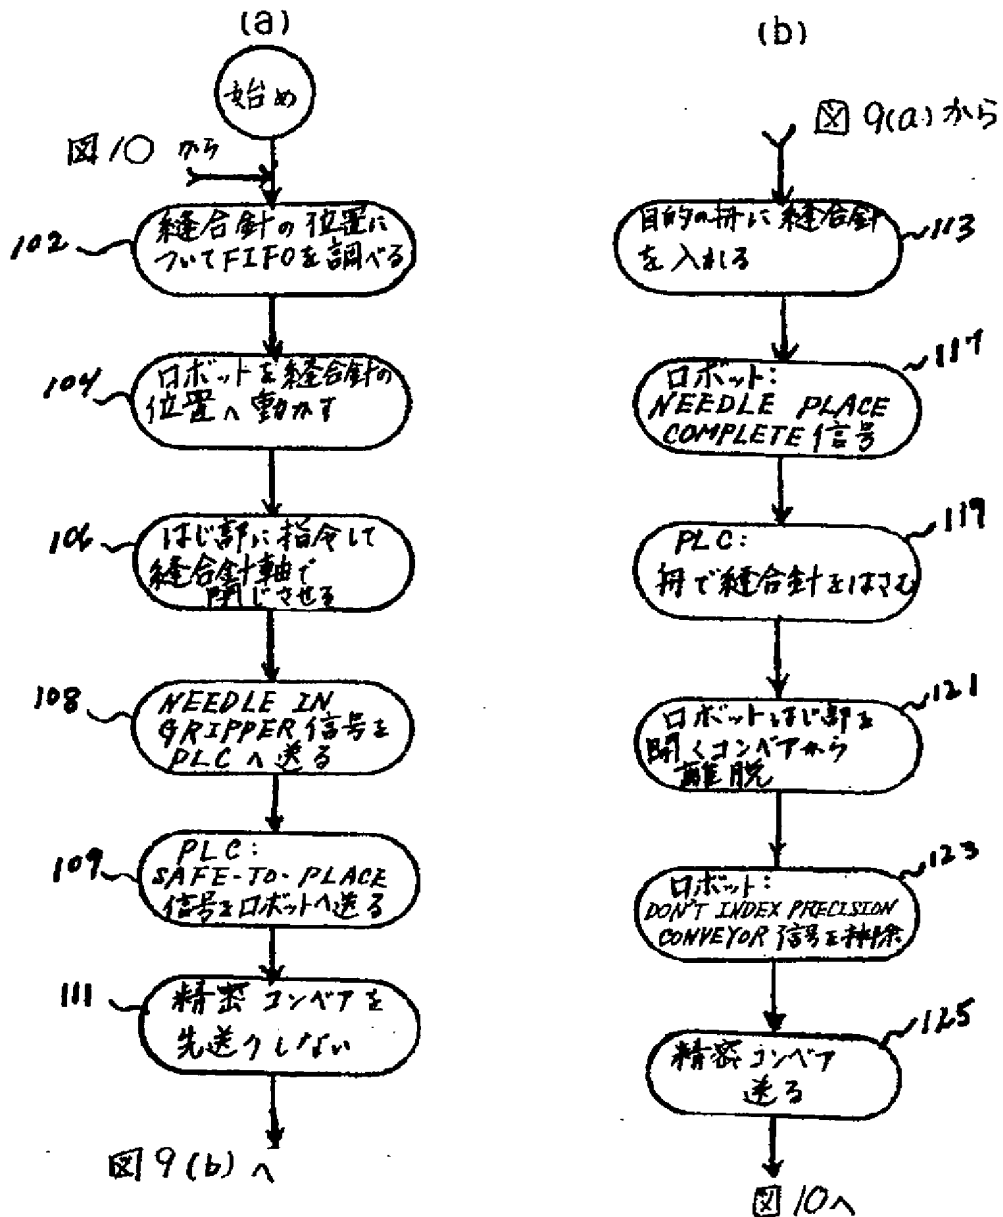 (a)
始め
図10 から
102
縫合針の位置に
ついてFIFOを調べる
104
ロボットを縫合針の
位置へ動かす
106
はじ部に指令して
縫合針軸で
閉じさせる
108
NEEDLE IN
GRIPPER信号を
PLCへ送る
109
PLC:
SAFE-TO-PLACE
信号をロボットへ送る
111
精密コンベアを
先送りしない
図9(b)へ
(b)
図9(a)から
113
目的の冊に縫合針
を入れる
117
ロボット:
NEEDLE PLACE
COMPLETE信号
119
PLC:
冊で縫合針をはさむ
121
ロボットはじ部を
開くコンベアから
離脱
123
ロボット:
DON'T INDEX PRECISION
CONVEYOR信号を排除
125
精密コンベア
送る
図10へ